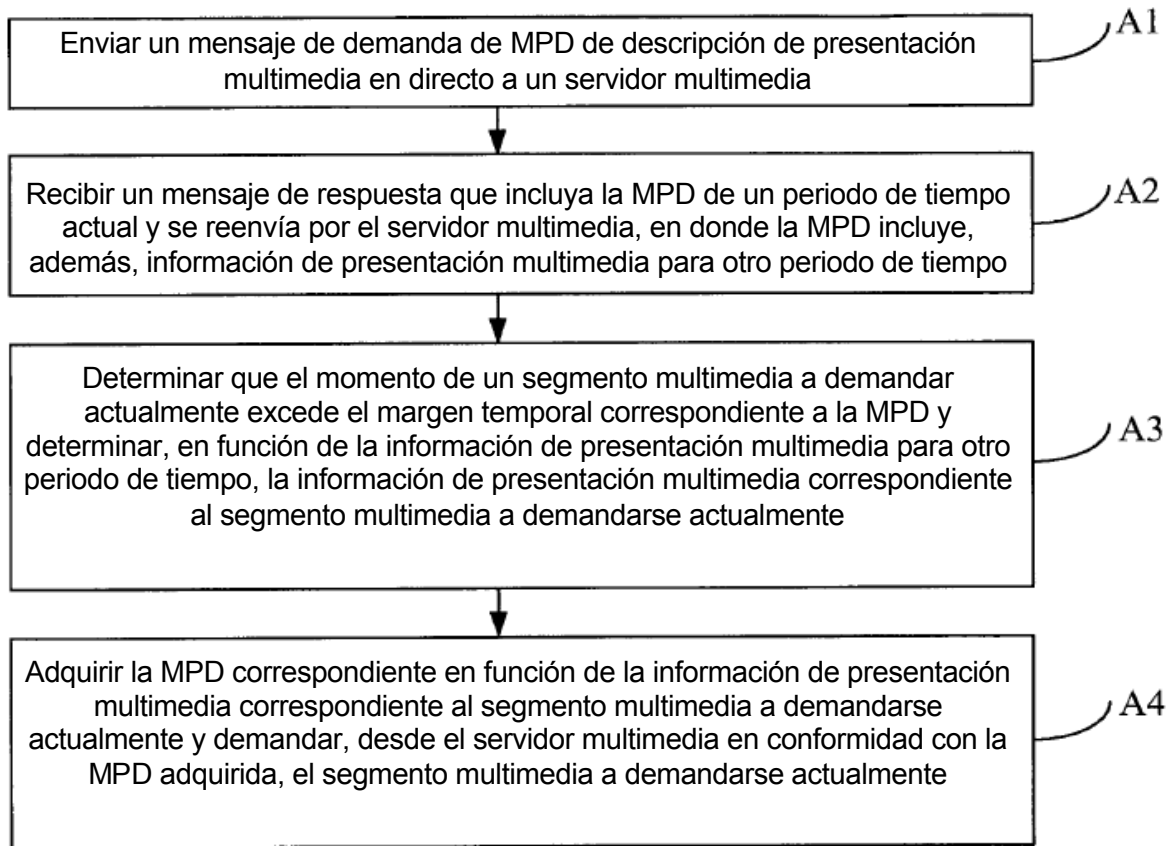 Enviar un mensaje de demanda de MPD de descripción de presentación
multimedia en directo a un servidor multimedia
A1
Recibir un mensaje de respuesta que incluya la MPD de un periodo de tiempo
actual y se reenvía por el servidor multimedia, en donde la MPD incluye,
además, información de presentación multimedia para otro periodo de tiempo
A2
Determinar que el momento de un segmento multimedia a demandar
actualmente excede el margen temporal correspondiente a la MPD y
determinar, en función de la información de presentación multimedia para otro
periodo de tiempo, la información de presentación multimedia correspondiente
al segmento multimedia a demandarse actualmente
A3
Adquirir la MPD correspondiente en función de la información de presentación
multimedia correspondiente al segmento multimedia a demandarse
actualmente y demandar, desde el servidor multimedia en conformidad con la
MPD adquirida, el segmento multimedia a demandarse actualmente
A4